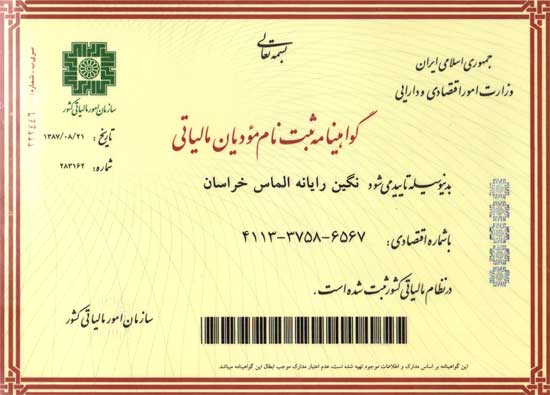 بسمه تعالی
جمهوری اسلامی ایران
وزارت امور اقتصادی و دارایی
سازمان امور مالیاتی کشور
گواهینامه ثبت نام مؤدیان مالیاتی
تاریخ: ۱۳۸۷/۰۸/۲۱
شماره: ۲۸۳۱۶۲
بدینوسیله تایید می شود نگین رایانه الماس خراسان
با شماره اقتصادی: ۴۱۱۳-۳۷۵۸-۶۵۶۷
در نظام مالیاتی کشور ثبت شده است.
سازمان امور مالیاتی کشور
این گواهینامه بر اساس مدارک و اطلاعات موجود تهیه شده است، عدم اعتبار مدارک موجب ابطال این گواهینامه میباشد.